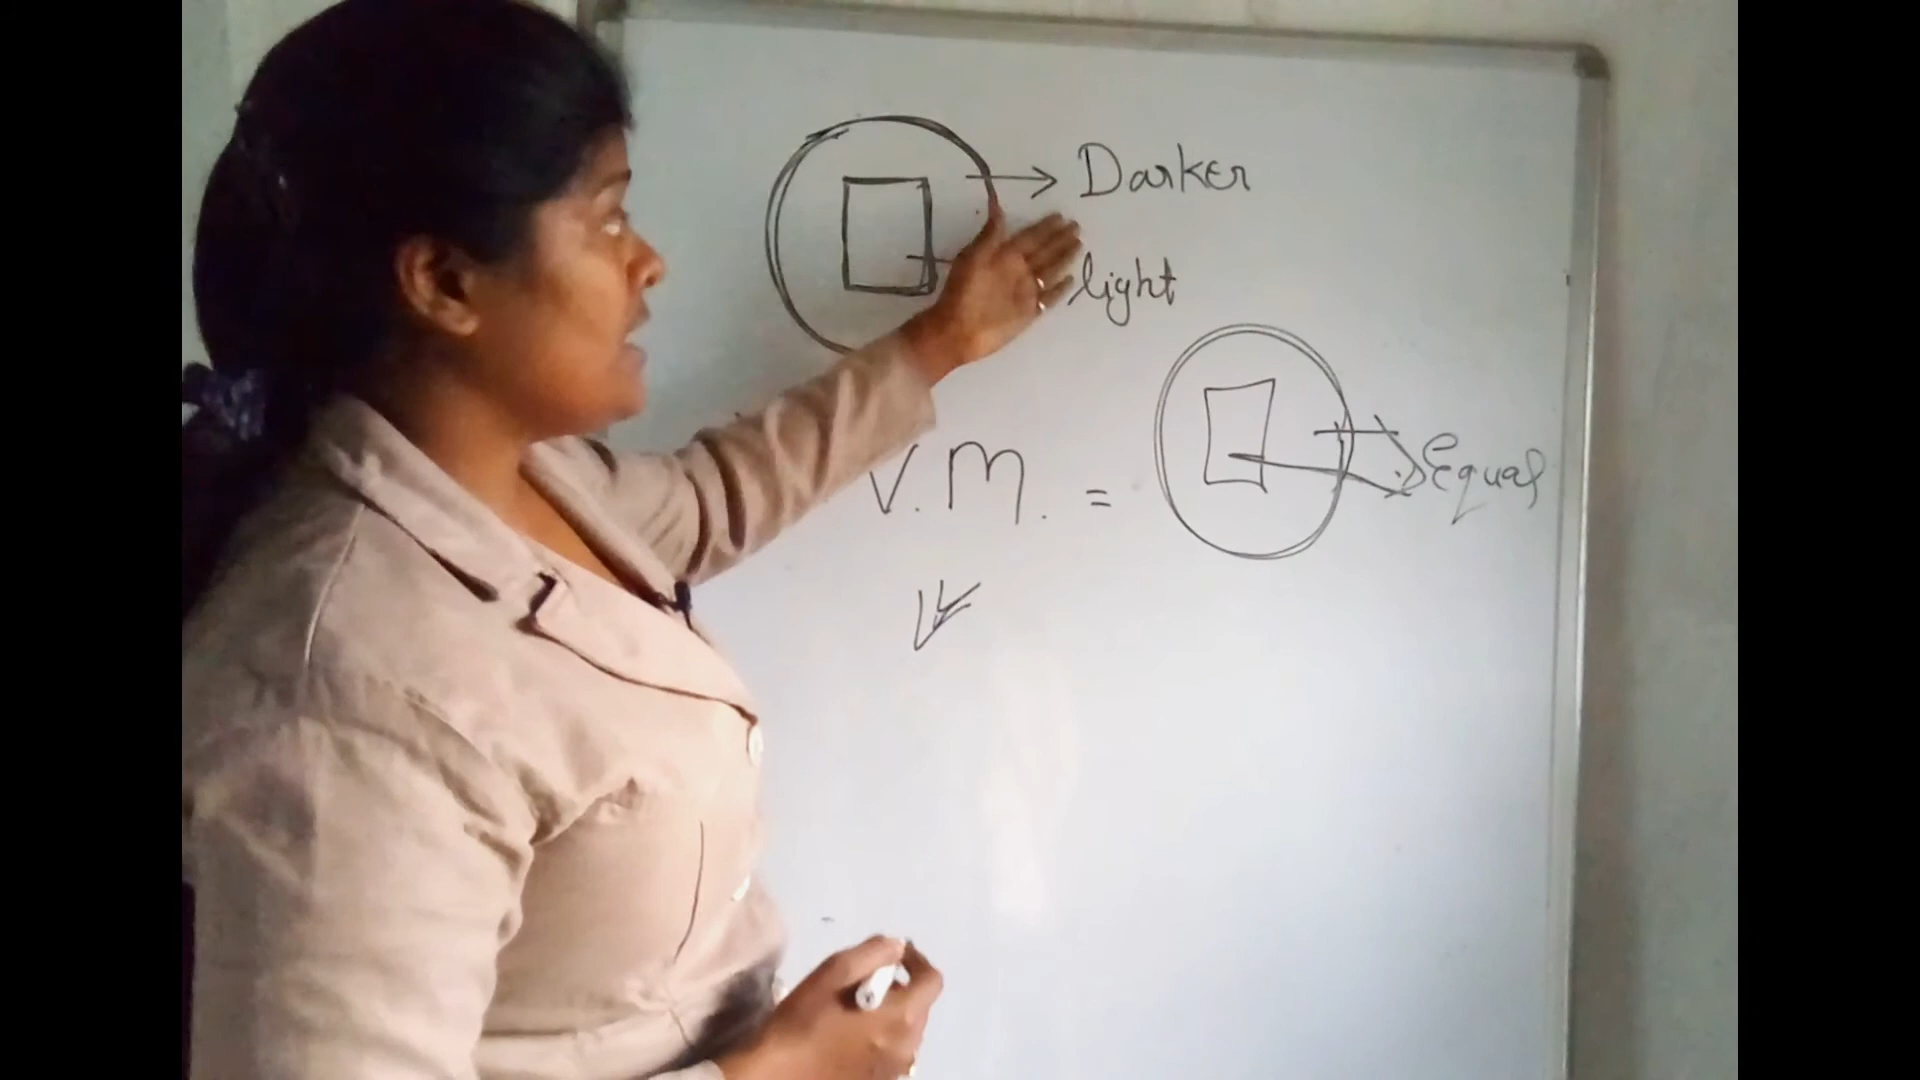 Darker
light
V.M. =
Equal